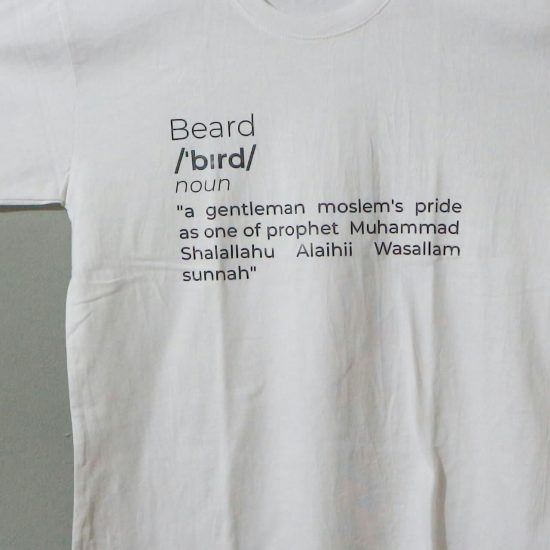 Beard
/'bɪrd/
noun
"a gentleman moslem's pride
as one of prophet Muhammad
Shalallahu Alaihii Wasallam
sunnah"